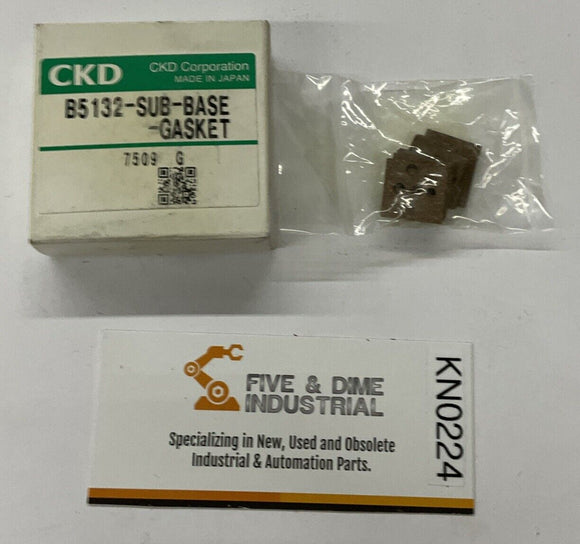 CKD
CKD Corporation
MADE IN JAPAN
B5132-SUB-BASE
-GASKET
7509 G
FIVE & DIME
INDUSTRIAL
Specializing in New, Used and Obsolete
Industrial & Automation Parts.
KN0224